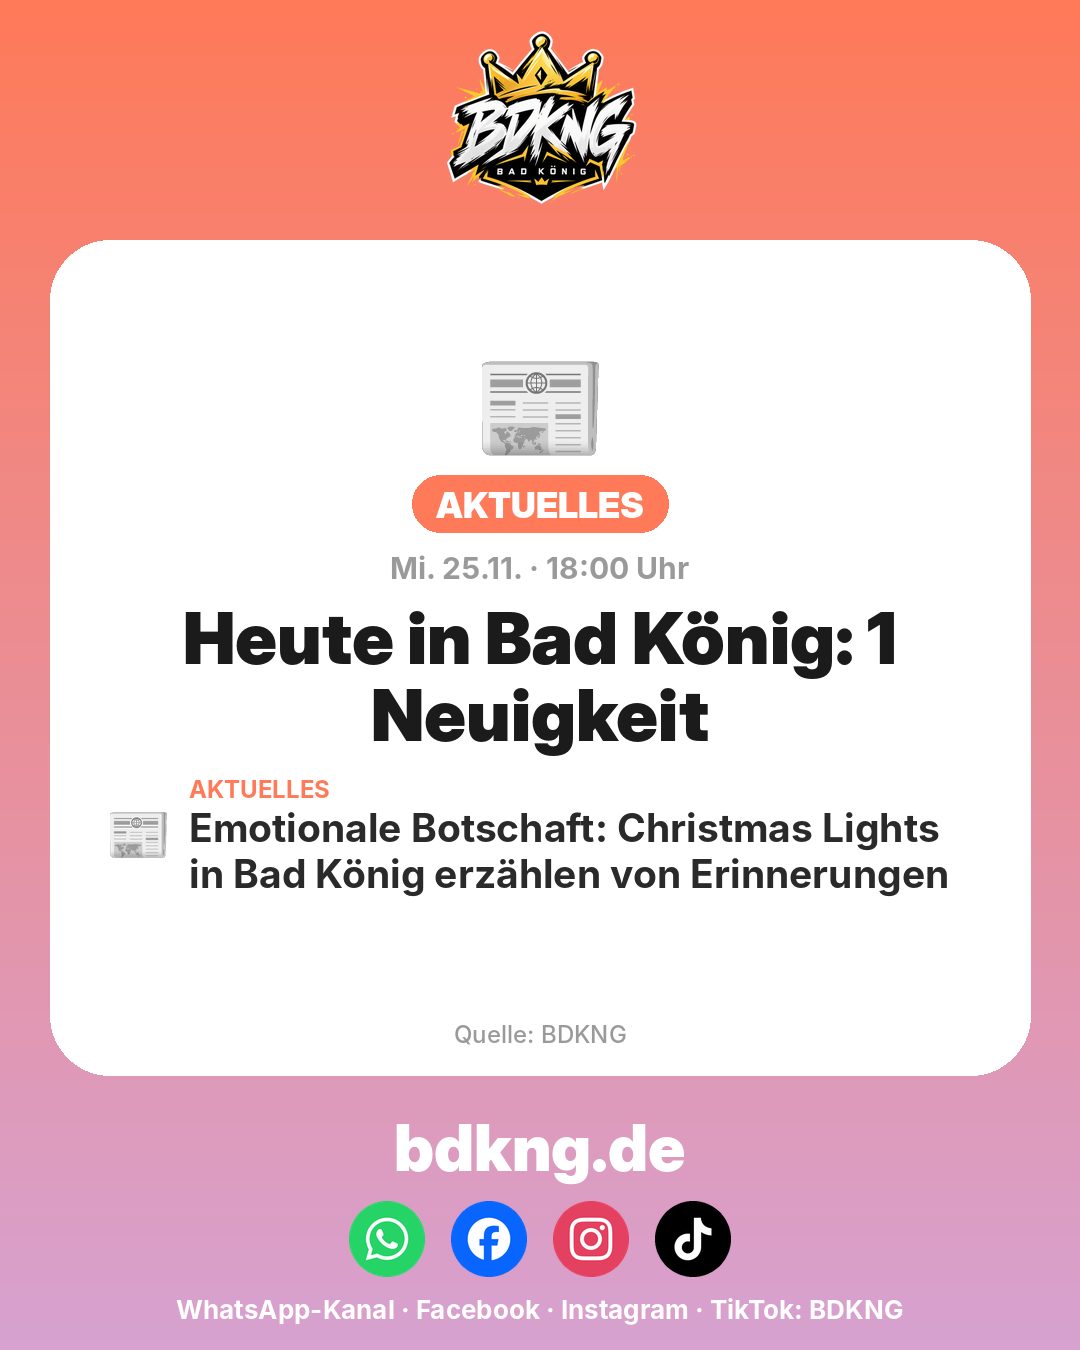 BDKNG
BAD KÖNIG
AKTUELLES
Mi. 25.11. · 18:00 Uhr
Heute in Bad König: 1
Neuigkeit
AKTUELLES
Emotionale Botschaft: Christmas Lights
in Bad König erzählen von Erinnerungen
Quelle: BDKNG
bdkng.de
WhatsApp-Kanal · Facebook · Instagram · TikTok: BDKNG